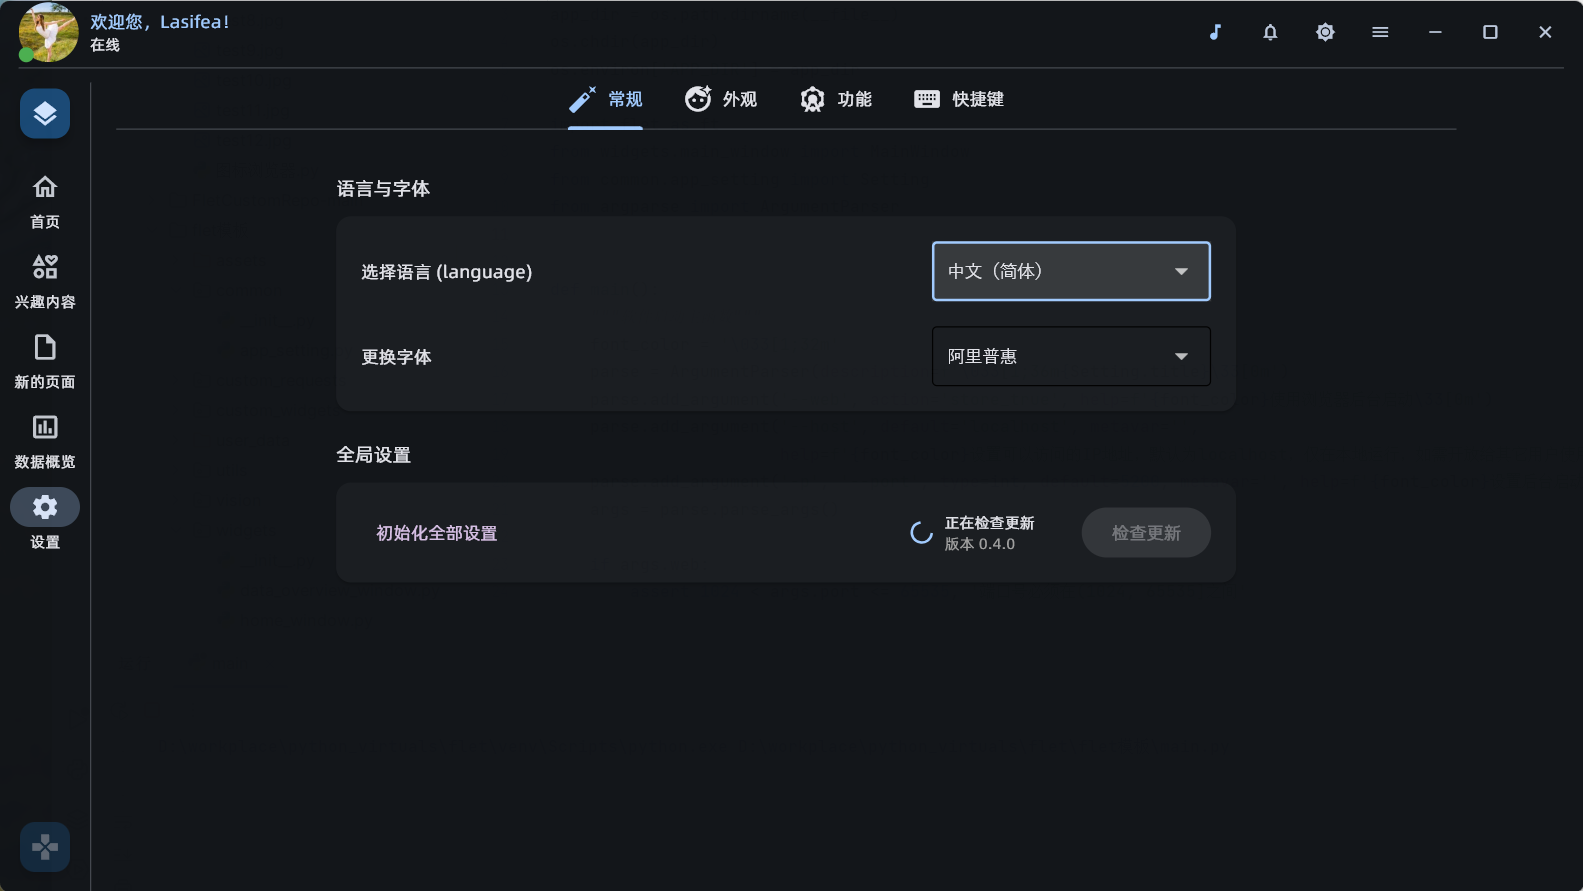 欢迎您，Lasifea!
在线
常规
外观
功能
快捷键
首页
兴趣内容
新的页面
数据概览
设置
语言与字体
选择语言 (language)
中文（简体）
更换字体
阿里普惠
全局设置
初始化全部设置
正在检查更新
版本 0.4.0
检查更新